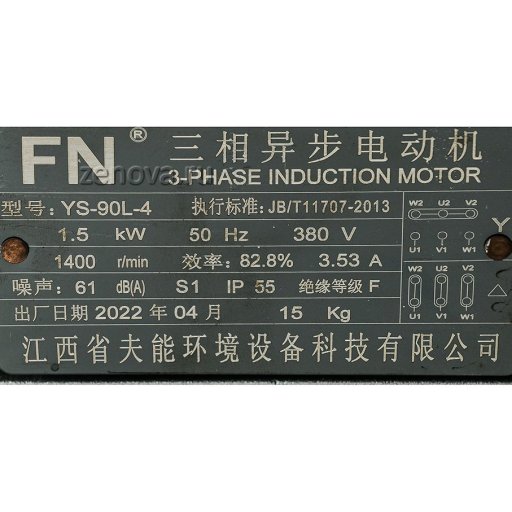 FN® 三相异步电动机
zenova.ru
3-PHASE INDUCTION MOTOR
型号: YS-90L-4 执行标准: JB/T11707-2013
1.5 kW 50 Hz 380 V
1400 r/min 效率: 82.8% 3.53 A
噪声: 61 dB(A) S1 IP 55 绝缘等级 F
出厂日期 2022 年 04 月 15 Kg
江西省夫能环境设备科技有限公司
W2 U2 V2
U1 V1 W1
Y
W2 U2 V2
U1 V1 W1
△